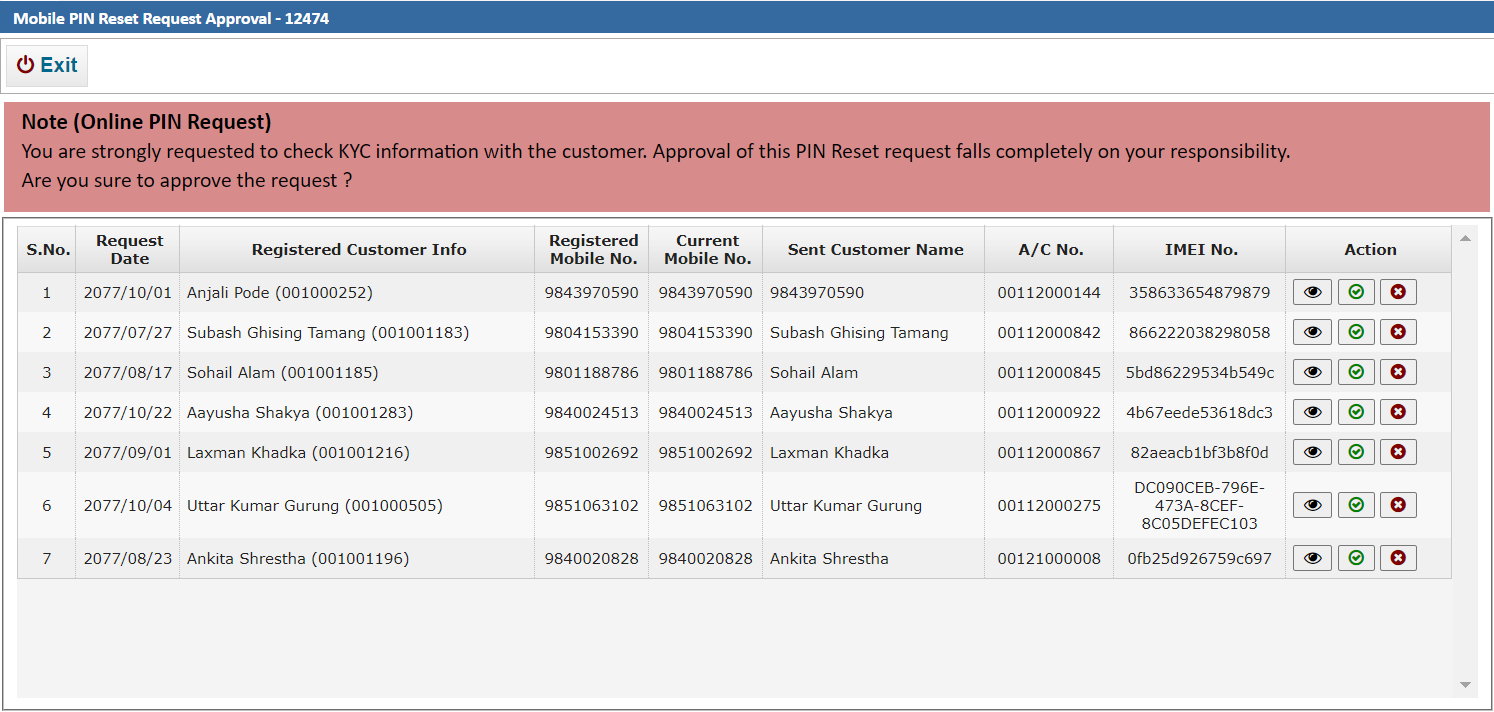 Mobile PIN Reset Request Approval - 12474
Exit
Note (Online PIN Request)
You are strongly requested to check KYC information with the customer. Approval of this PIN Reset request falls completely on your responsibility.
Are you sure to approve the request ?
S.No. Request Date Registered Customer Info Registered Mobile No. Current Mobile No. Sent Customer Name A/C No. IMEI No. Action
1 2077/10/01 Anjali Pode (001000252) 9843970590 9843970590 9843970590 00112000144 358633654879879
2 2077/07/27 Subash Ghising Tamang (001001183) 9804153390 9804153390 Subash Ghising Tamang 00112000842 866222038298058
3 2077/08/17 Sohail Alam (001001185) 9801188786 9801188786 Sohail Alam 00112000845 5bd86229534b549c
4 2077/10/22 Aayusha Shakya (001001283) 9840024513 9840024513 Aayusha Shakya 00112000922 4b67eede53618dc3
5 2077/09/01 Laxman Khadka (001001216) 9851002692 9851002692 Laxman Khadka 00112000867 82aeacb1bf3b8f0d
6 2077/10/04 Uttar Kumar Gurung (001000505) 9851063102 9851063102 Uttar Kumar Gurung 00112000275 DC090CEB-796E-473A-8CEF-8C05DEFEC103
7 2077/08/23 Ankita Shrestha (001001196) 9840020828 9840020828 Ankita Shrestha 00121000008 0fb25d926759c697